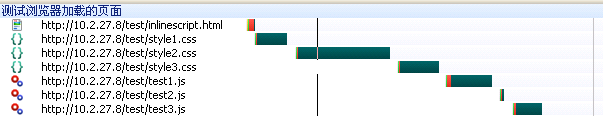 测试浏览器加载的页面
http://10.2.27.8/test/inlinescript.html
http://10.2.27.8/test/style1.css
http://10.2.27.8/test/style2.css
http://10.2.27.8/test/style3.css
http://10.2.27.8/test/test1.js
http://10.2.27.8/test/test2.js
http://10.2.27.8/test/test3.js